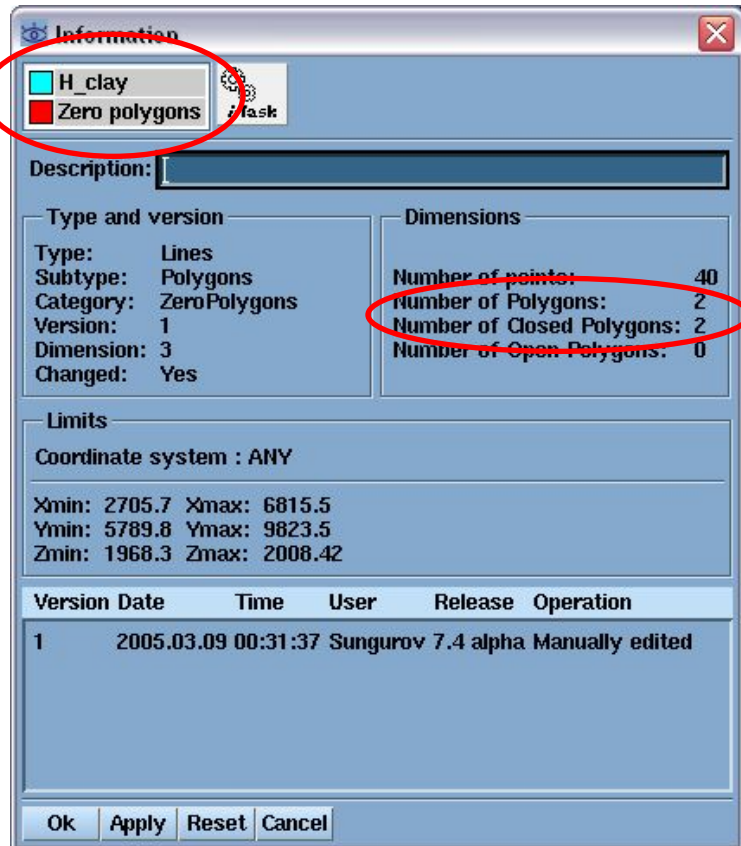 Information
H_clay
Zero polygons
iTask
Description:
Type and version
Type: Lines
Subtype: Polygons
Category: ZeroPolygons
Version: 1
Dimension: 3
Changed: Yes
Dimensions
Number of points: 40
Number of Polygons: 2
Number of Closed Polygons: 2
Number of Open Polygons: 0
Limits
Coordinate system : ANY
Xmin: 2705.7 Xmax: 6815.5
Ymin: 5789.8 Ymax: 9823.5
Zmin: 1968.3 Zmax: 2008.42
Version Date Time User Release Operation
1 2005.03.09 00:31:37 Sungurov 7.4 alpha Manually edited
Ok Apply Reset Cancel